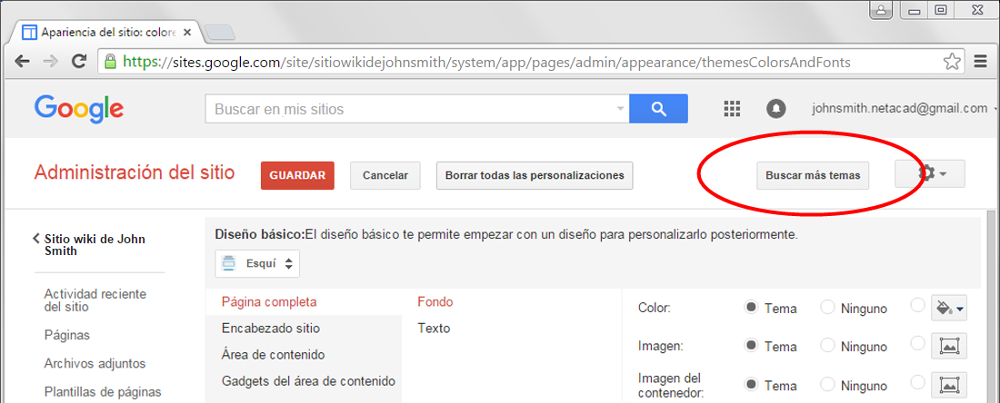 Apariencia del sitio: colore
https://sites.google.com/site/sitiowikidejohnsmith/system/app/pages/admin/appearance/themesColorsAndFonts
Google
Buscar en mis sitios
johnsmith.netacad@gmail.com
Administración del sitio
GUARDAR
Cancelar
Borrar todas las personalizaciones
Buscar más temas
Sitio wiki de John
Smith
Actividad reciente
del sitio
Páginas
Archivos adjuntos
Plantillas de páginas
Diseño básico:El diseño básico te permite empezar con un diseño para personalizarlo posteriormente.
Esquí
Página completa
Encabezado sitio
Área de contenido
Gadgets del área de contenido
Fondo
Texto
Color:
Tema
Ninguno
Imagen:
Tema
Ninguno
Imagen del
contenedor:
Tema
Ninguno